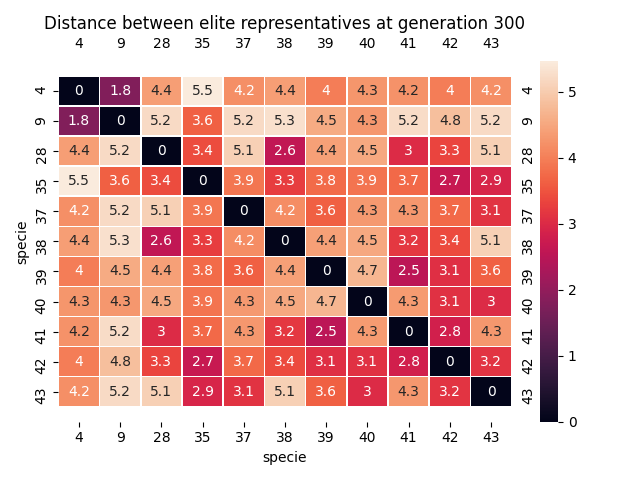 Distance between elite representatives at generation 300
4 9 28 35 37 38 39 40 41 42 43
4 0 1.8 4.4 5.5 4.2 4.4 4 4.3 4.2 4 4.2 4
9 1.8 0 5.2 3.6 5.2 5.3 4.5 4.3 5.2 4.8 5.2 9
28 4.4 5.2 0 3.4 5.1 2.6 4.4 4.5 3 3.3 5.1 28
35 5.5 3.6 3.4 0 3.9 3.3 3.8 3.9 3.7 2.7 2.9 35
37 4.2 5.2 5.1 3.9 0 4.2 3.6 4.3 4.3 3.7 3.1 37
38 4.4 5.3 2.6 3.3 4.2 0 4.4 4.5 3.2 3.4 5.1 38
39 4 4.5 4.4 3.8 3.6 4.4 0 4.7 2.5 3.1 3.6 39
40 4.3 4.3 4.5 3.9 4.3 4.5 4.7 0 4.3 3.1 3 40
41 4.2 5.2 3 3.7 4.3 3.2 2.5 4.3 0 2.8 4.3 41
42 4 4.8 3.3 2.7 3.7 3.4 3.1 3.1 2.8 0 3.2 42
43 4.2 5.2 5.1 2.9 3.1 5.1 3.6 3 4.3 3.2 0 43
4 9 28 35 37 38 39 40 41 42 43
specie
specie
5
4
3
2
1
0